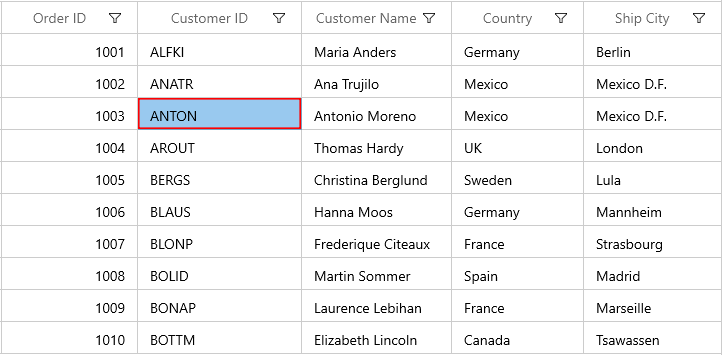 Order ID Customer ID Customer Name Country Ship City
1001 ALFKI Maria Anders Germany Berlin
1002 ANATR Ana Trujilo Mexico Mexico D.F.
1003 ANTON Antonio Moreno Mexico Mexico D.F.
1004 AROUT Thomas Hardy UK London
1005 BERGS Christina Berglund Sweden Lula
1006 BLAUS Hanna Moos Germany Mannheim
1007 BLONP Frederique Citeaux France Strasbourg
1008 BOLID Martin Sommer Spain Madrid
1009 BONAP Laurence Lebihan France Marseille
1010 BOTTM Elizabeth Lincoln Canada Tsawassen